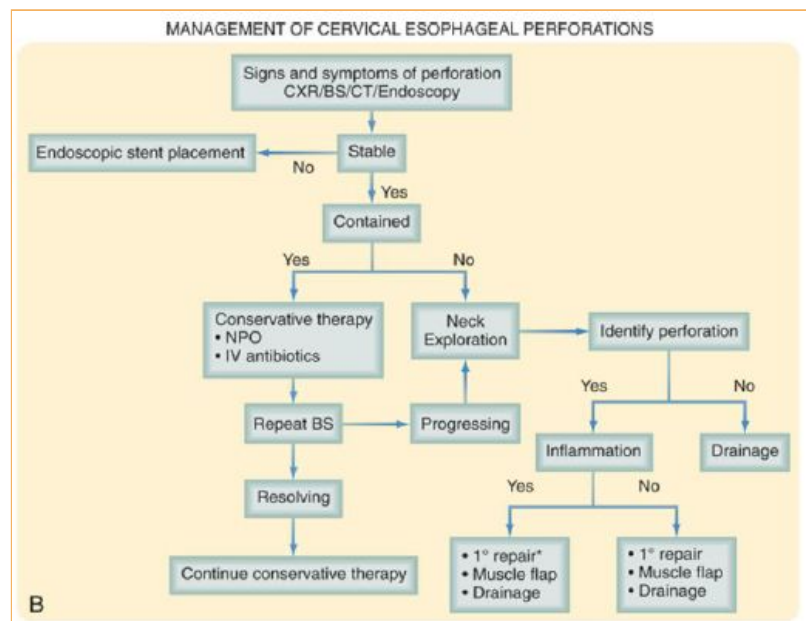 MANAGEMENT OF CERVICAL ESOPHAGEAL PERFORATIONS
Signs and symptoms of perforation
CXR/BS/CT/Endoscopy
Endoscopic stent placement
No
Stable
Yes
Contained
Yes
No
Conservative therapy
• NPO
• IV antibiotics
Neck
Exploration
Identify perforation
Yes
No
Repeat BS
Progressing
Inflammation
Drainage
Resolving
Yes
No
Continue conservative therapy
• 1° repair*
• Muscle flap
• Drainage
• 1° repair
• Muscle flap
• Drainage
B